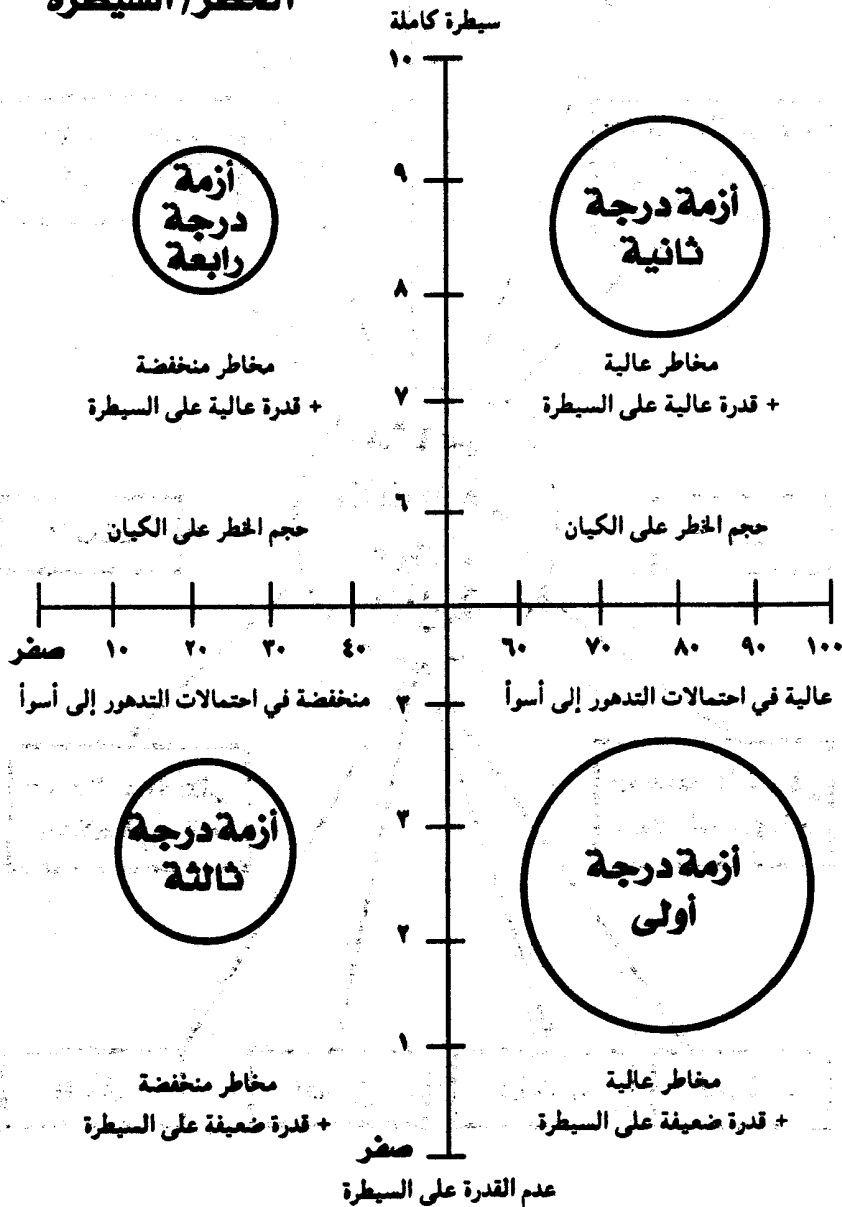 الخطر/السيطرة
سيطرة كاملة
١٠
٩
٨
٧
٦
أزمة درجة
ثانية
أزمة
درجة
رابعة
مخاطر عالية
+ قدرة عالية على السيطرة
مخاطر منخفضة
+ قدرة عالية على السيطرة
حجم الخطر على الكيان
حجم الخطر على الكيان
صفر ١٠ ٢٠ ٣٠ ٤٠ ٦٠ ٧٠ ٨٠ ٩٠ ١٠٠
عالية في احتمالات التدهور إلى أسوأ
منخفضة في احتمالات التدهور إلى أسوأ
٣
٣
٢
١
أزمة درجة
أولى
أزمة درجة
ثالثة
مخاطر عالية
+ قدرة ضعيفة على السيطرة
مخاطر منخفضة
+ قدرة ضعيفة على السيطرة
صفر
عدم القدرة على السيطرة